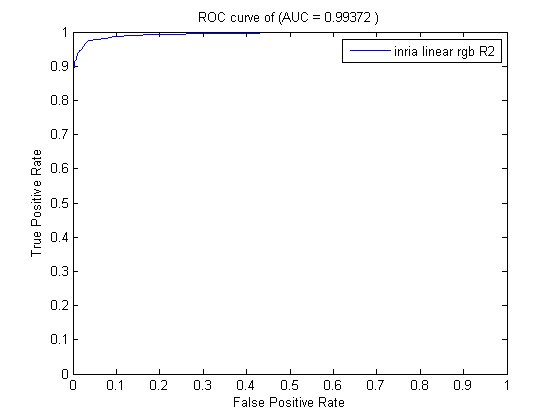 ROC curve of (AUC = 0.99372 )
inria linear rgb R2
True Positive Rate
1
0.9
0.8
0.7
0.6
0.5
0.4
0.3
0.2
0.1
0
0 0.1 0.2 0.3 0.4 0.5 0.6 0.7 0.8 0.9 1
False Positive Rate